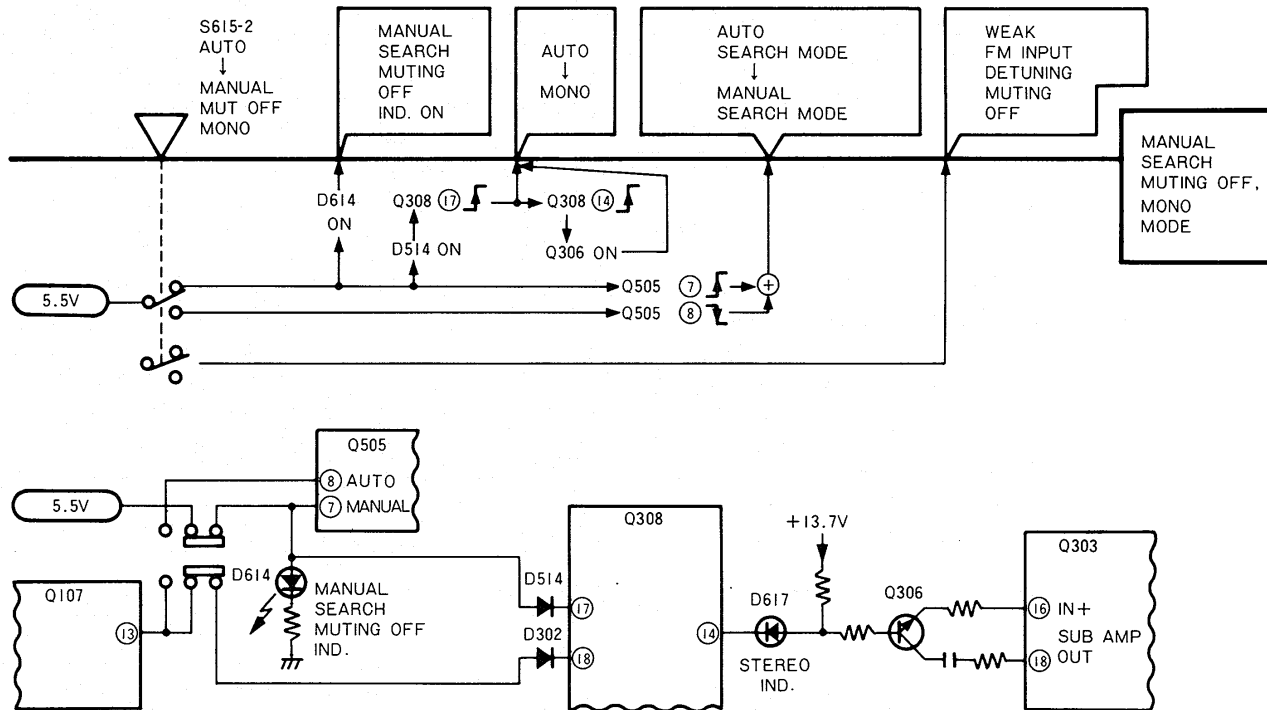 S615-2
AUTO
↓
MANUAL
MUT OFF
MONO
MANUAL
SEARCH
MUTING
OFF
IND. ON
AUTO
↓
MONO
AUTO
SEARCH MODE
↓
MANUAL
SEARCH MODE
WEAK
FM INPUT
DETUNING
MUTING
OFF
MANUAL
SEARCH
MUTING OFF,
MONO
MODE
D614
ON
Q308 ⑰
D514 ON
Q308 ⑭
Q306 ON
5.5V
Q505 ⑦
+
Q505 ⑧
Q505
⑧ AUTO
⑦ MANUAL
5.5V
Q107
⑬
D614
MANUAL
SEARCH
MUTING OFF
IND.
D514
D302
Q308
⑰
⑱
⑭
+13.7V
D617
STEREO
IND.
Q306
Q303
⑯ IN+
SUB AMP
⑱ OUT